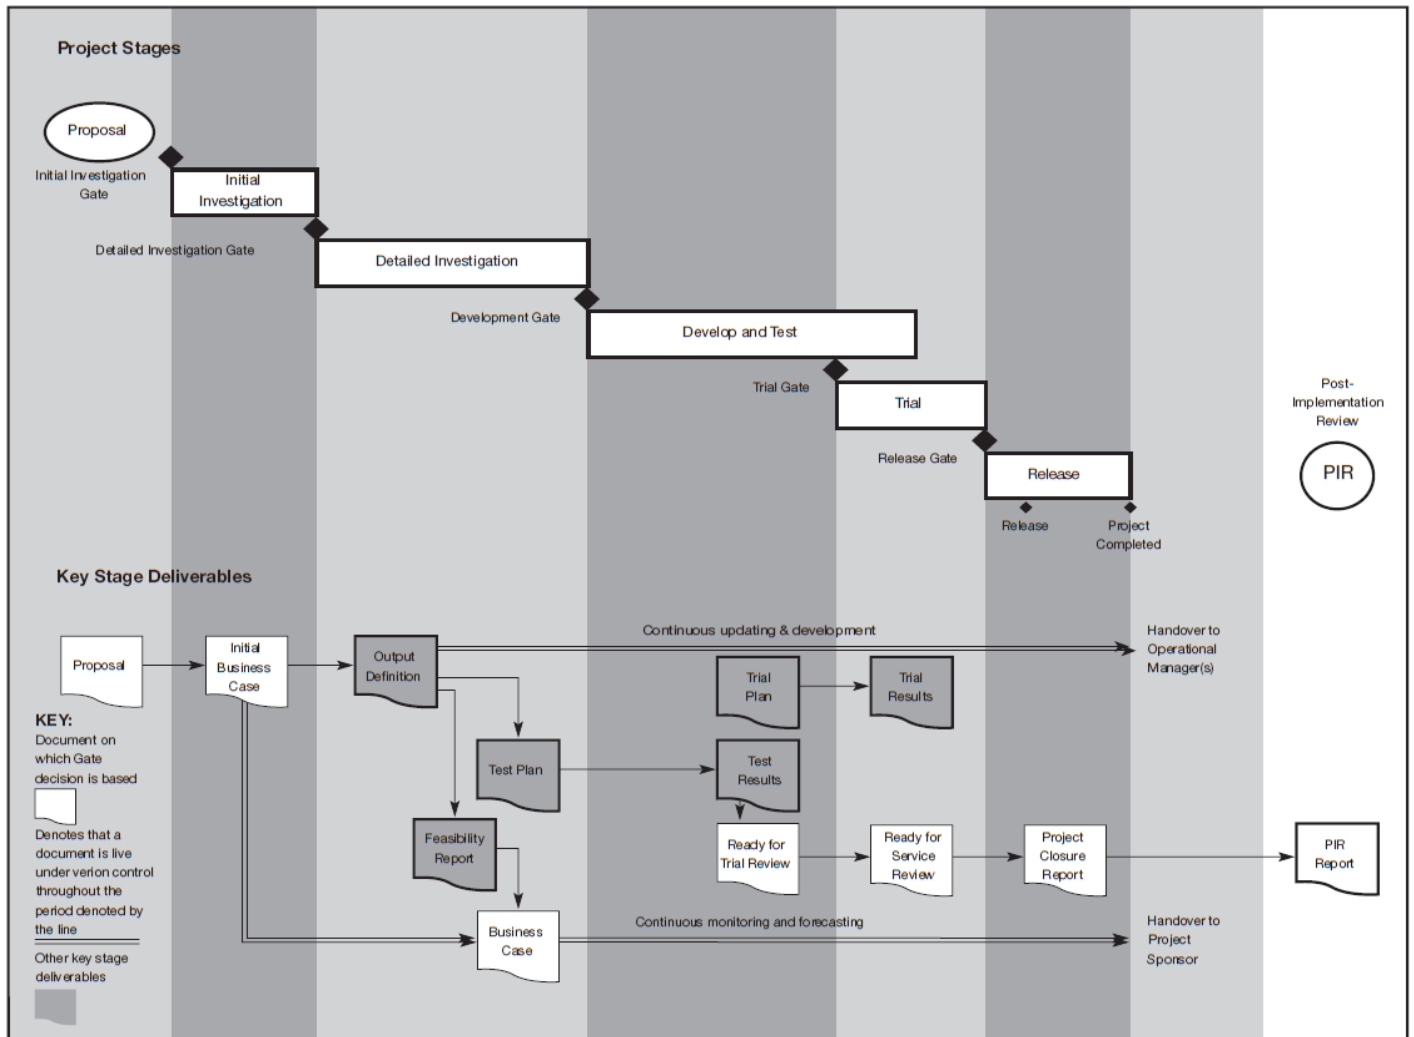 Project Stages
Proposal
Initial Investigation
Gate
Initial
Investigation
Detailed Investigation Gate
Detailed Investigation
Development Gate
Develop and Test
Trial Gate
Trial
Release Gate
Release
Release
Project
Completed
Post-
Implementation
Review
PIR
Key Stage Deliverables
Proposal
Initial
Business
Case
Output
Definition
Continuous updating & development
Handover to
Operational
Manager(s)
Trial
Plan
Trial
Results
Test Plan
Test
Results
Feasibility
Report
Ready for
Trial Review
Ready for
Service
Review
Project
Closure
Report
PIR
Report
Business
Case
Continuous monitoring and forecasting
Handover to
Project
Sponsor
KEY:
Document on
which Gate
decision is based
Denotes that a
document is live
under verion control
throughout the
period denoted by
the line
Other key stage
deliverables